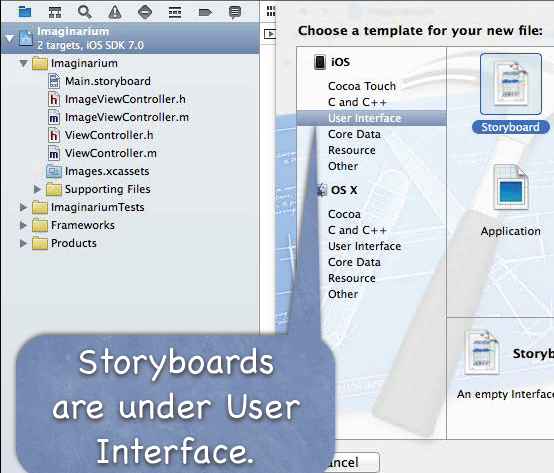 Imaginarium
2 targets, iOS SDK 7.0
Imaginarium
Main.storyboard
h ImageViewController.h
m ImageViewController.m
h ViewController.h
m ViewController.m
Images.xcassets
Supporting Files
ImaginariumTests
Frameworks
Products
Choose a template for your new file:
iOS
Cocoa Touch
C and C++
User Interface
Core Data
Resource
Other
OS X
Cocoa
C and C++
User Interface
Core Data
Resource
Other
Storyboard
Application
Storyb
An empty Interface
ancel
Storyboards
are under User
Interface.